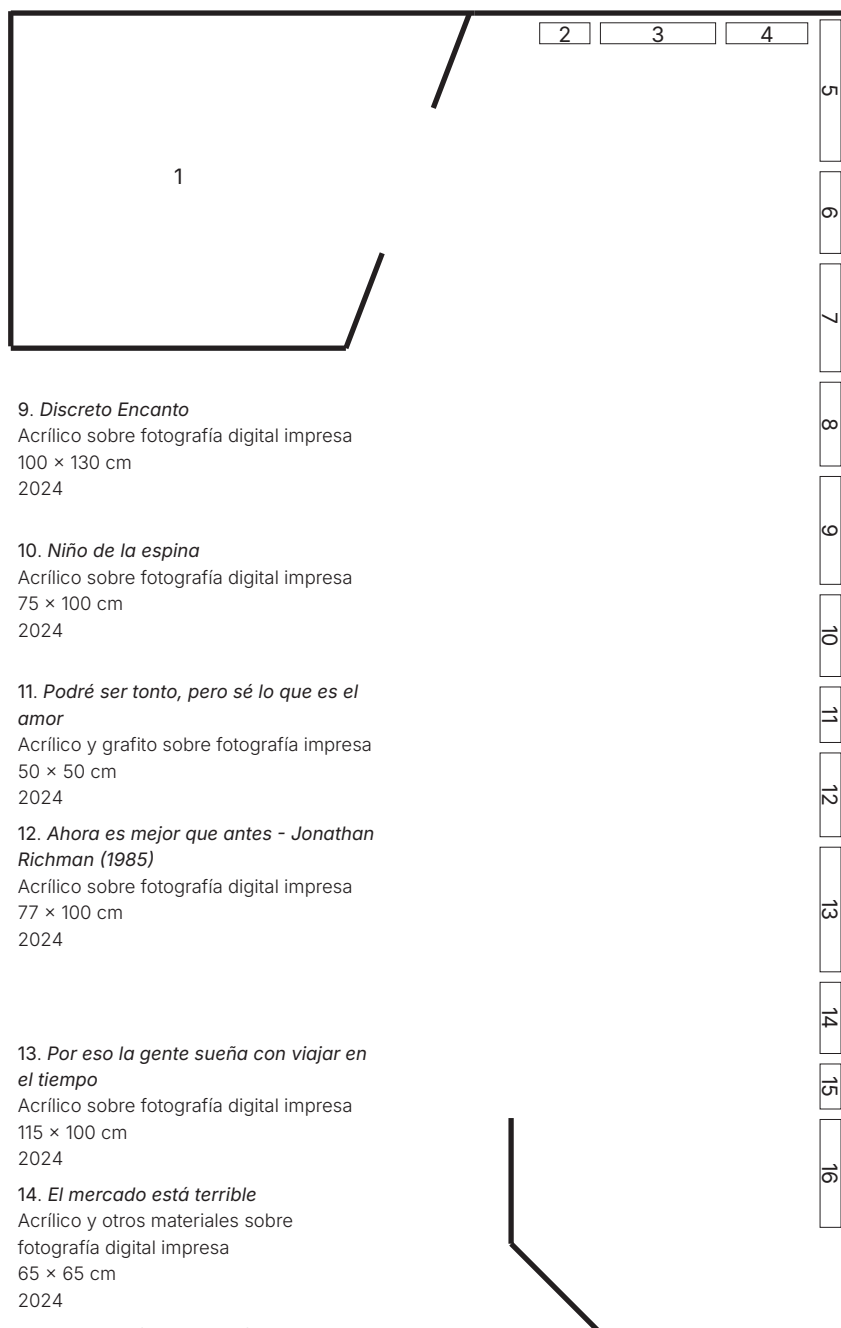 2
3
4
5
1
6
7
8
9
10
11
12
13
14
15
16
9. Discreto Encanto
Acrílico sobre fotografía digital impresa
100 × 130 cm
2024
10. Niño de la espina
Acrílico sobre fotografía digital impresa
75 × 100 cm
2024
11. Podré ser tonto, pero sé lo que es el
amor
Acrílico y grafito sobre fotografía impresa
50 × 50 cm
2024
12. Ahora es mejor que antes - Jonathan
Richman (1985)
Acrílico sobre fotografía digital impresa
77 × 100 cm
2024
13. Por eso la gente sueña con viajar en
el tiempo
Acrílico sobre fotografía digital impresa
115 × 100 cm
2024
14. El mercado está terrible
Acrílico y otros materiales sobre
fotografía digital impresa
65 × 65 cm
2024